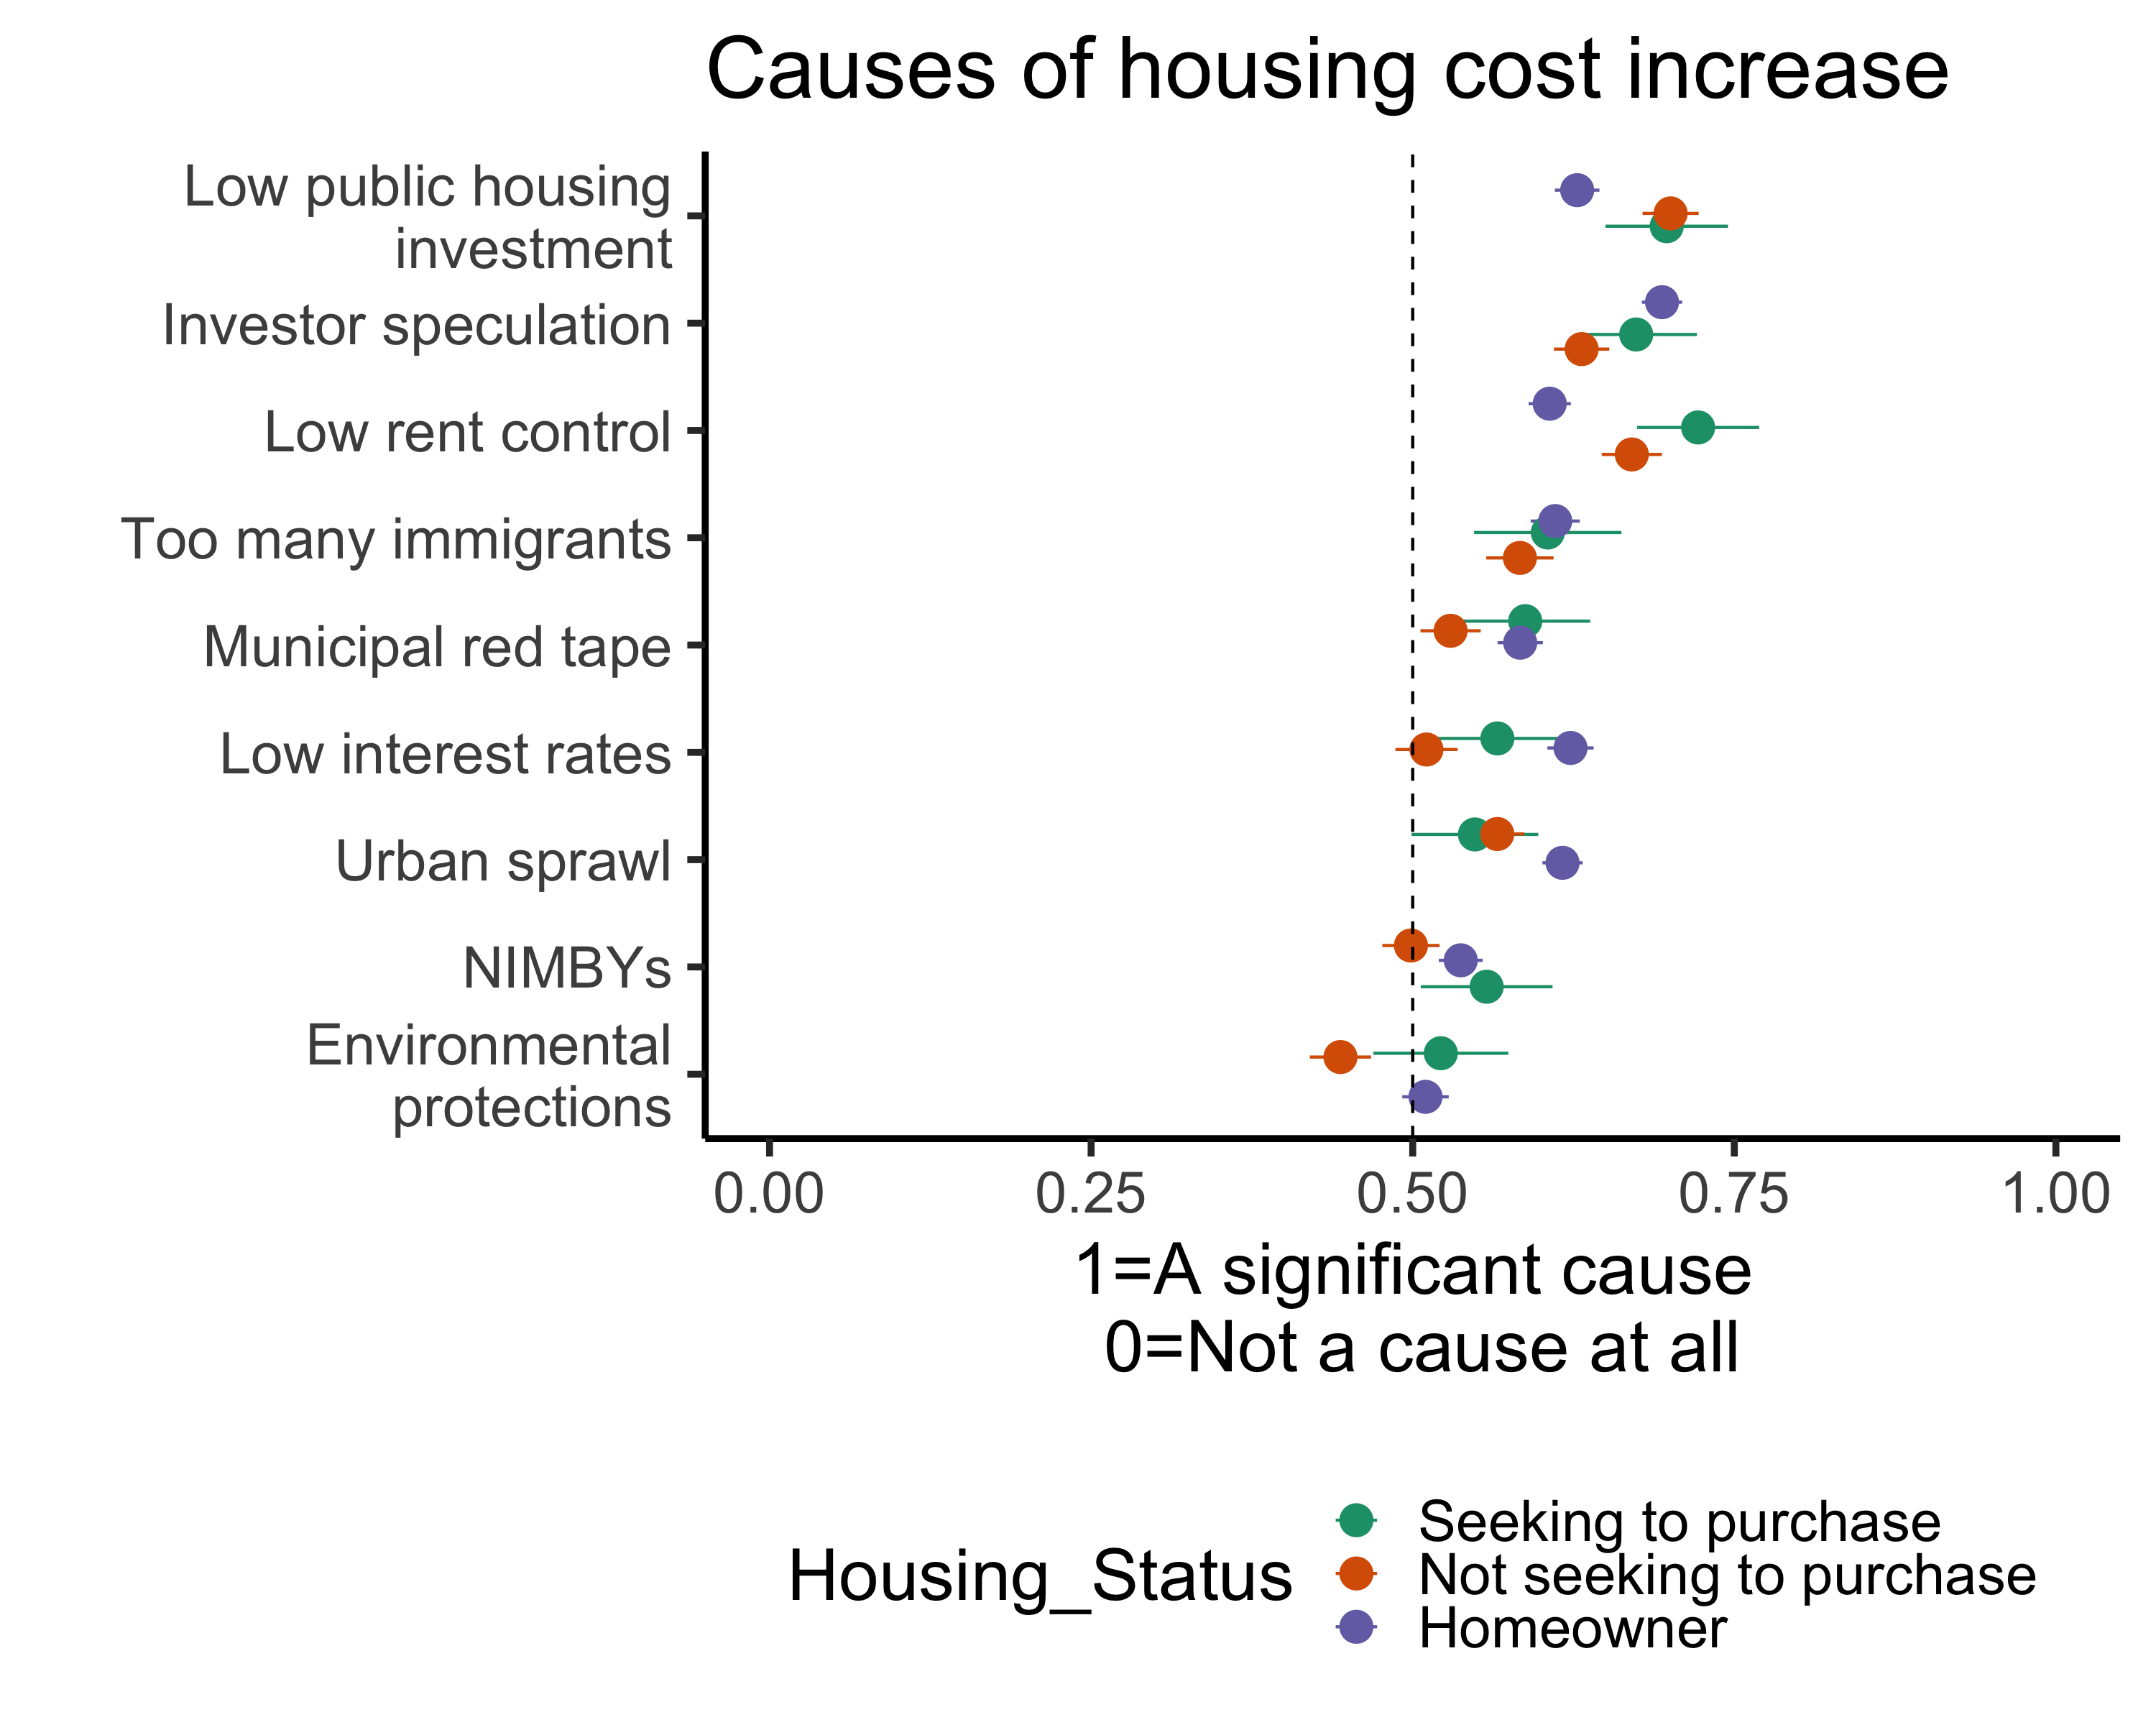 Causes of housing cost increase
Low public housing
investment
Investor speculation
Low rent control
Too many immigrants
Municipal red tape
Low interest rates
Urban sprawl
NIMBYs
Environmental
protections
0.00 0.25 0.50 0.75 1.00
1=A significant cause
0=Not a cause at all
Housing_Status
Seeking to purchase
Not seeking to purchase
Homeowner